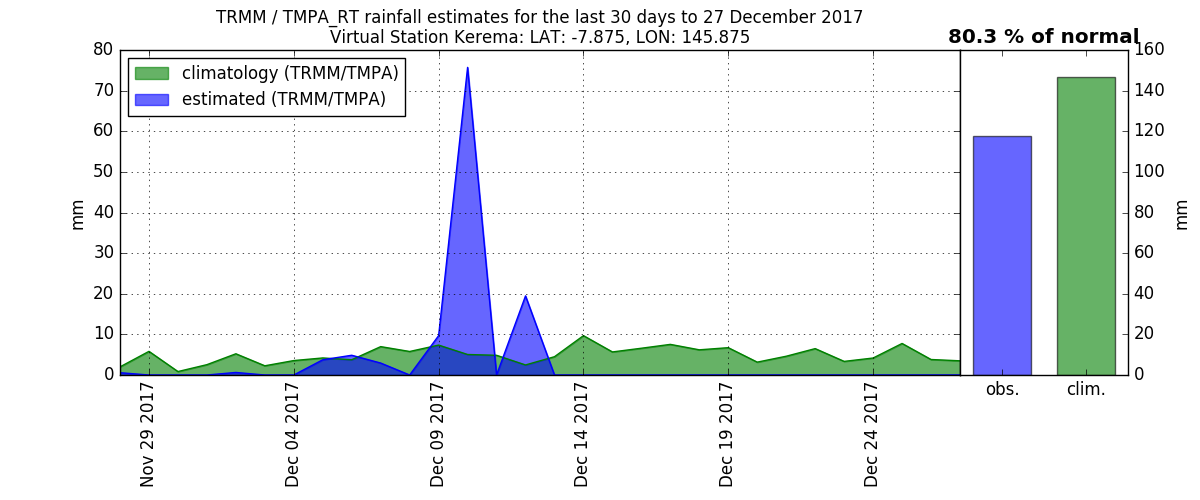 TRMM / TMPA_RT rainfall estimates for the last 30 days to 27 December 2017
Virtual Station Kerema: LAT: -7.875, LON: 145.875
80.3 % of normal
climatology (TRMM/TMPA)
estimated (TRMM/TMPA)
80
70
60
50
40
30
20
10
0
mm
160
140
120
100
80
60
40
20
0
mm
Nov 29 2017
Dec 04 2017
Dec 09 2017
Dec 14 2017
Dec 19 2017
Dec 24 2017
obs.
clim.